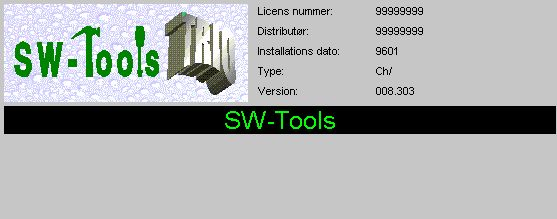 SW-Tools TRIO
Licens nummer: 99999999
Distributør: 99999999
Installations dato: 9601
Type: Ch/
Version: 008.303
SW-Tools